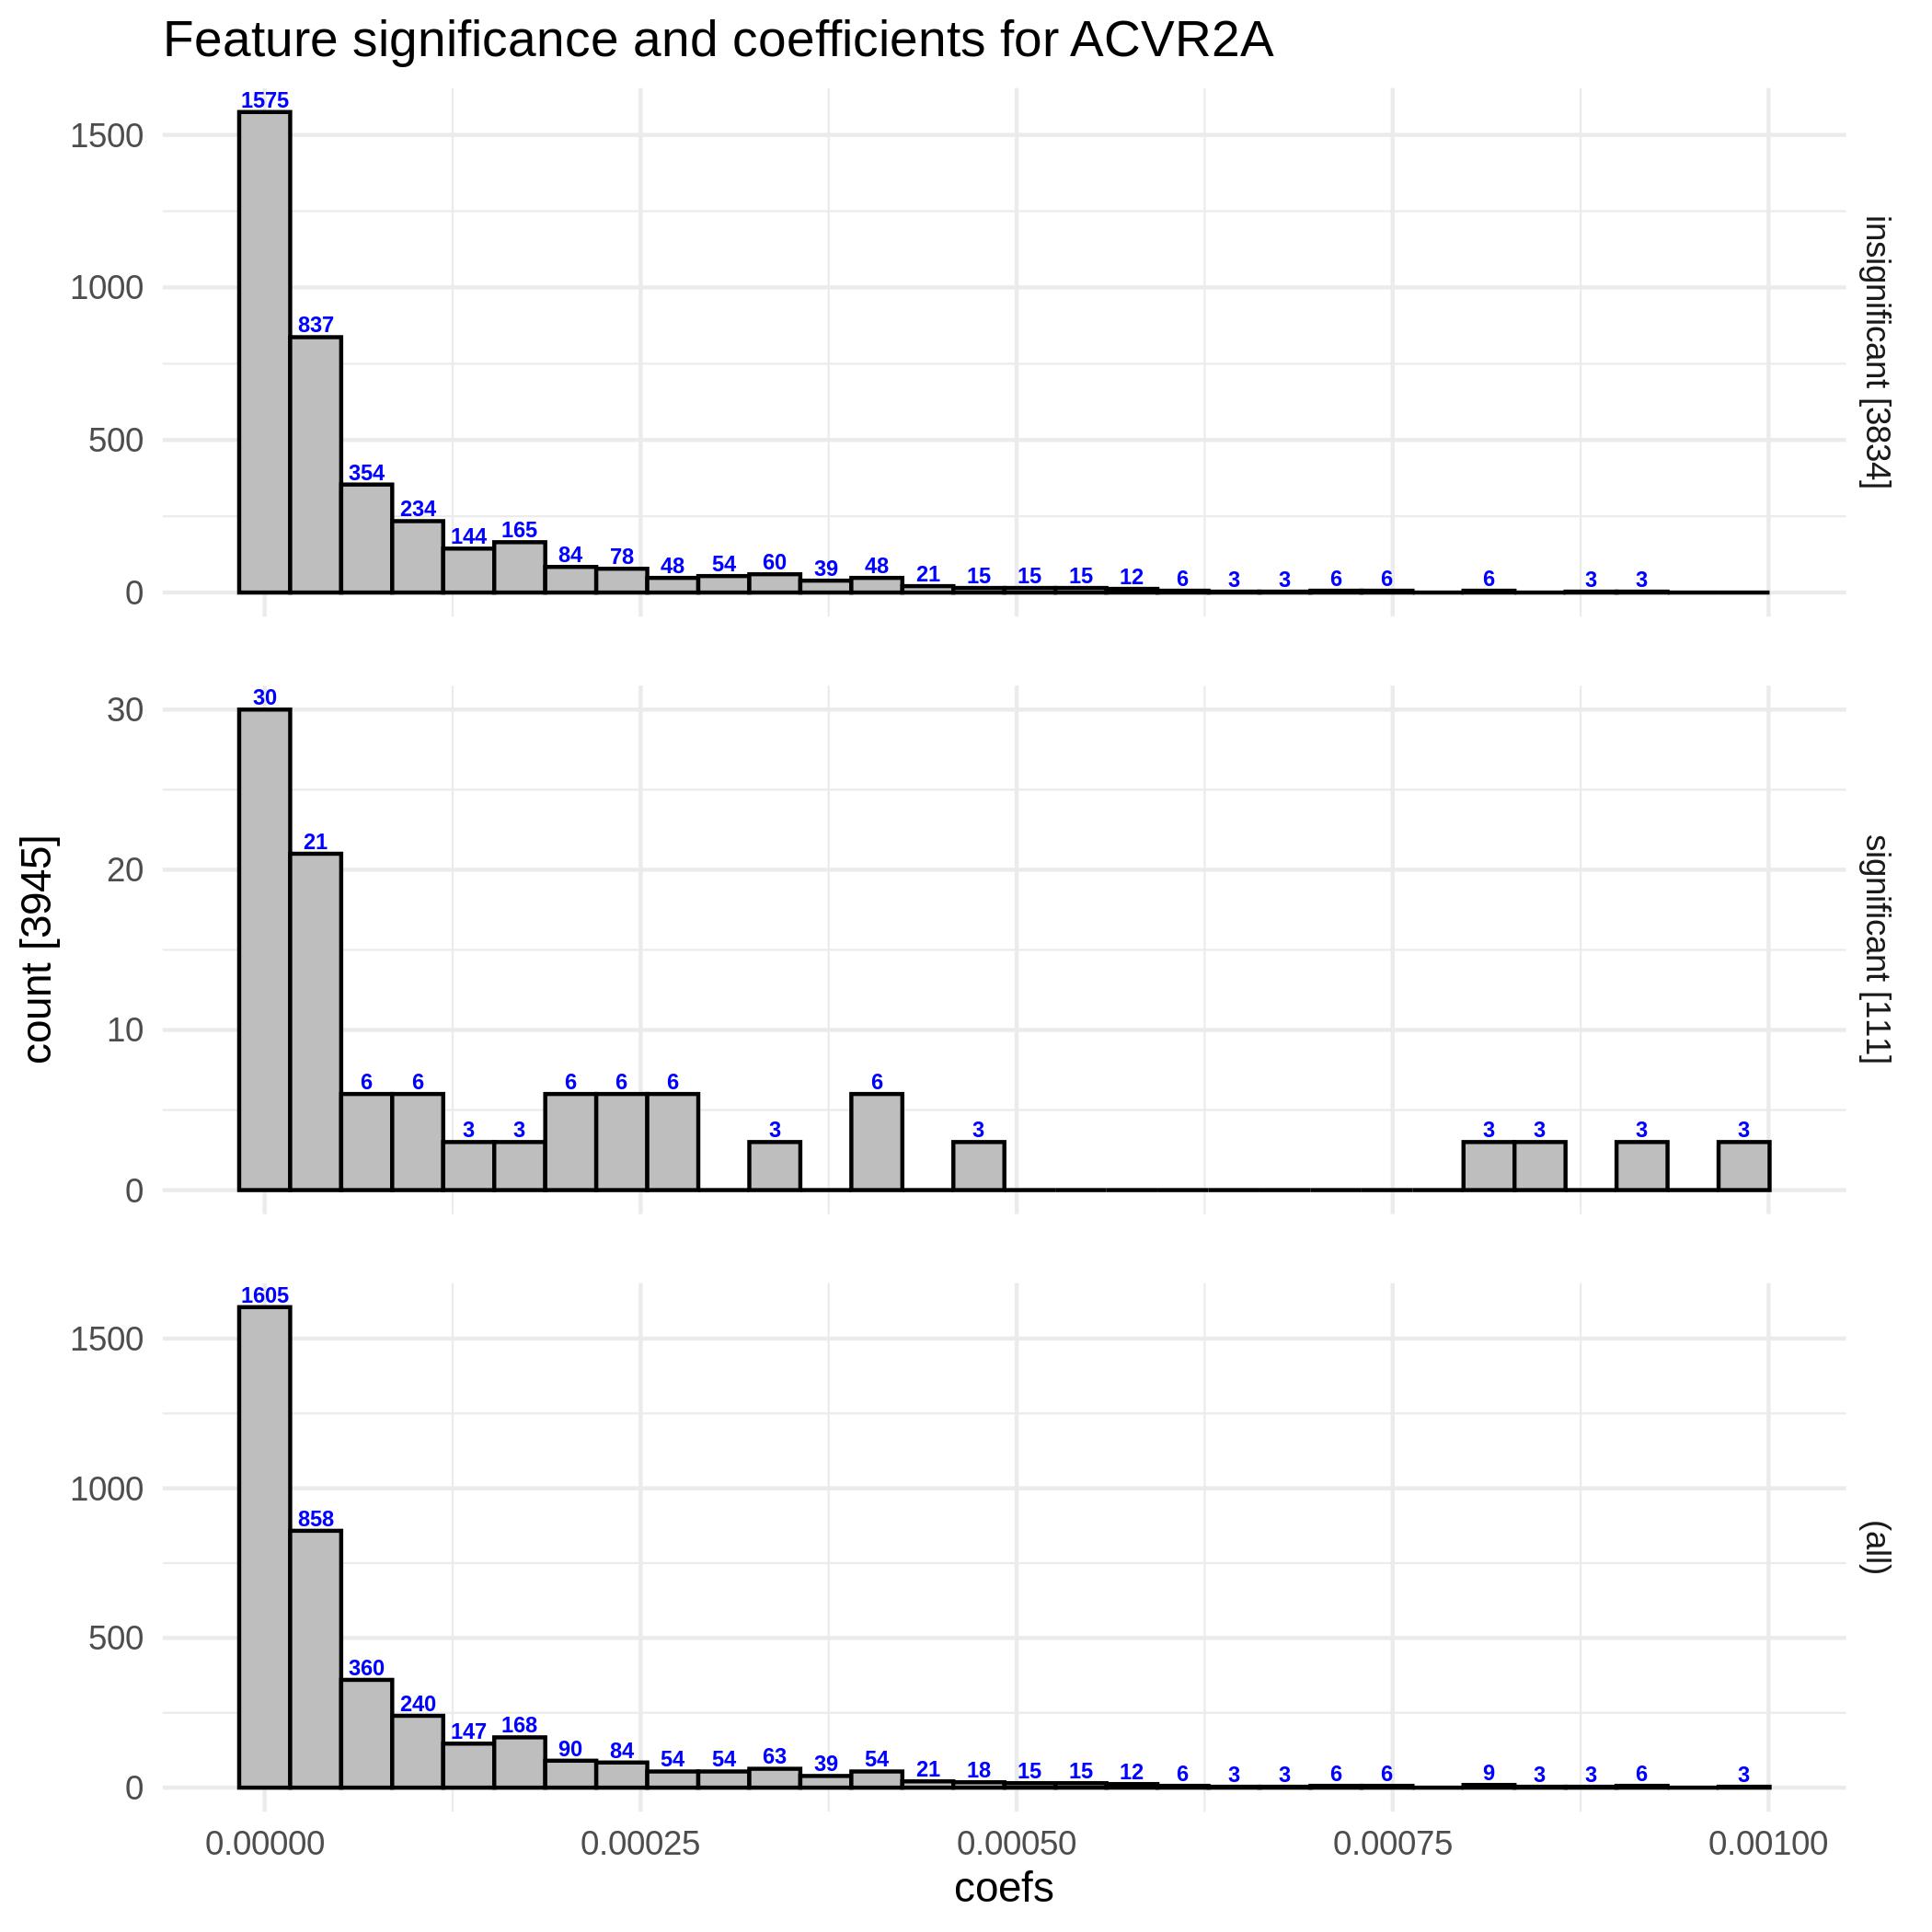 Feature significance and coefficients for ACVR2A
1575
1500
837
1000
500
354
234
144 165 84 78 48 54 60 39 48 21 15 15 15 12 6 3 3 6 6 6 3 3
0
insignificant [3834]
count [3945]
30
30
21
20
10
6 6 3 3 6 6 6 3 6 3 3 3 3 3
0
significant [111]
1605
1500
1000
858
500
360
240
147 168 90 84 54 54 63 39 54 21 18 15 15 12 6 3 3 6 6 9 3 3 6 3
0
(all)
0.00000 0.00025 0.00050 0.00075 0.00100
coefs